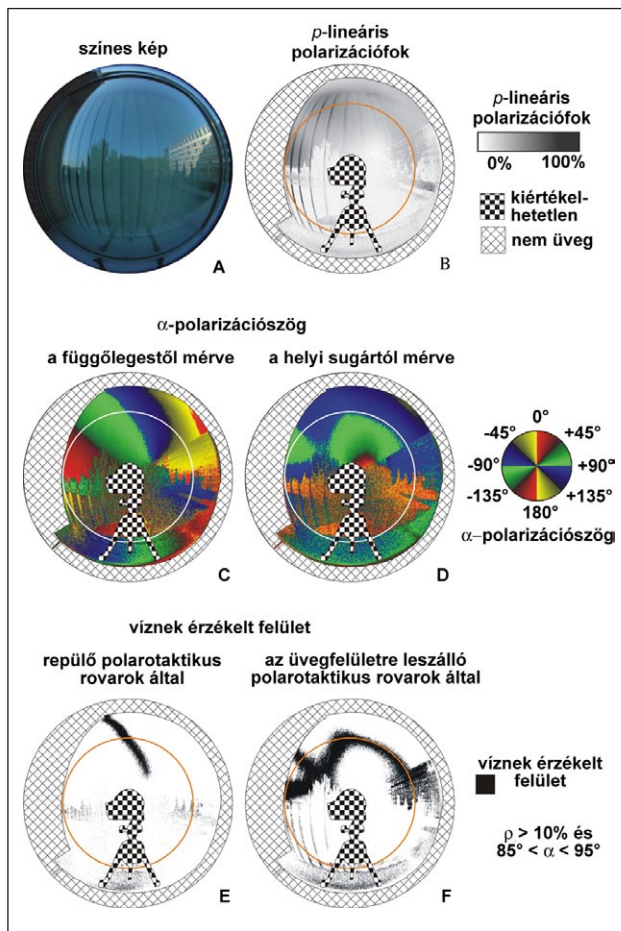 színes kép
p-lineáris
polarizációfok
p-lineáris
polarizációfok
0% 100%
kiértékel-
hetetlen
nem üveg
A
B
α-polarizációszög
a függőlegestől mérve
a helyi sugártól mérve
0°
-45° +45°
-90° +90°
-135° +135°
180°
α–polarizációszög
C
D
víznek érzékelt felület
repülő polarotaktikus
rovarok által
az üvegfelületre leszálló
polarotaktikus rovarok által
víznek érzékelt
felület
ρ > 10% és
85° < α < 95°
E
F